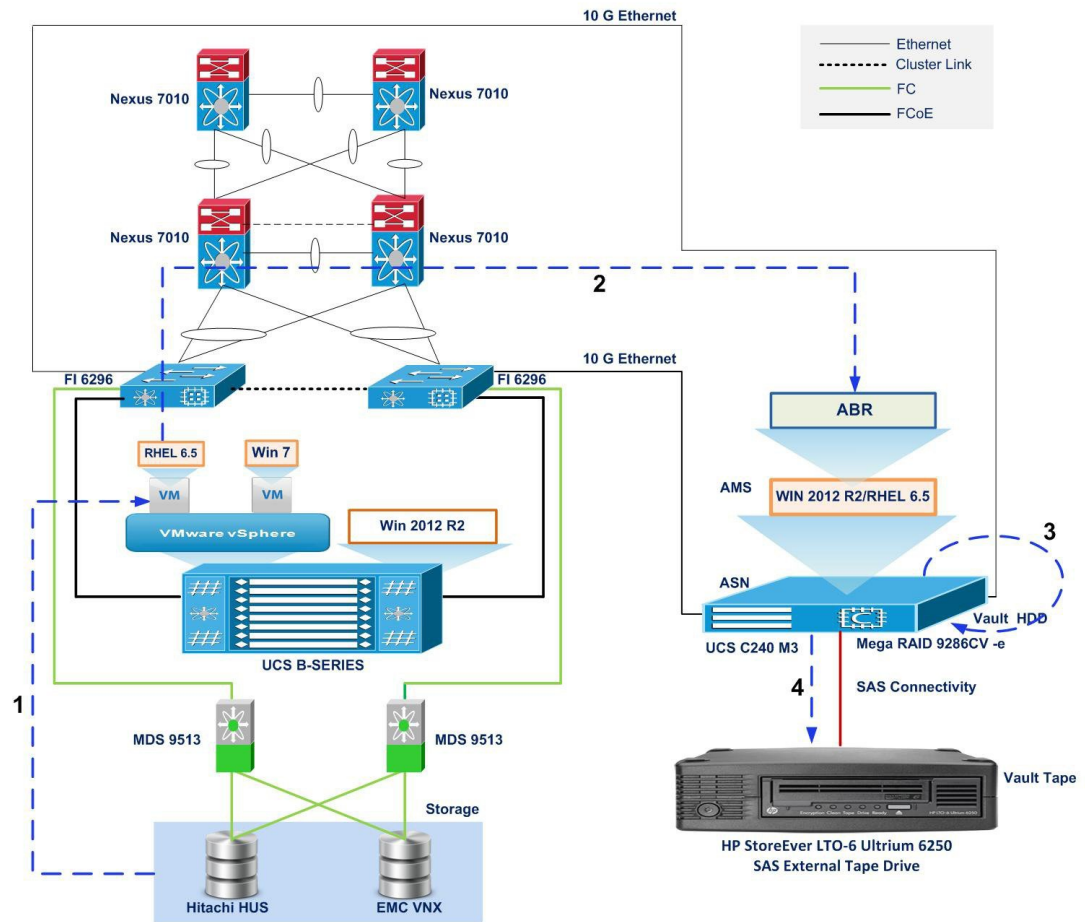 10 G Ethernet
Ethernet
Cluster Link
FC
FCoE
Nexus 7010
Nexus 7010
Nexus 7010
Nexus 7010
2
10 G Ethernet
FI 6296
FI 6296
ABR
RHEL 6.5
Win 7
VM
VM
VMware vSphere
Win 2012 R2
AMS
WIN 2012 R2/RHEL 6.5
3
ASN
Vault HDD
UCS C240 M3
Mega RAID 9286CV -e
UCS B-SERIES
4
SAS Connectivity
1
MDS 9513
MDS 9513
Vault Tape
Storage
HP StoreEver LTO-6 Ultrium 6250
SAS External Tape Drive
Hitachi HUS
EMC VNX